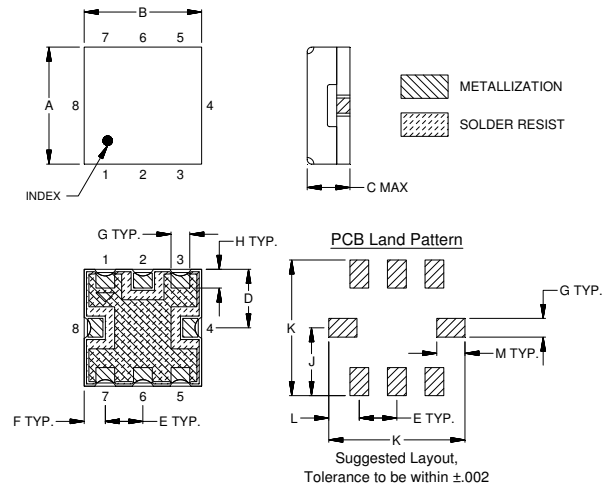 B
7 6 5
A
8
4
INDEX
1 2 3
C MAX
METALLIZATION
SOLDER RESIST
G TYP.
H TYP.
1 2 3
D
8
4
7 6 5
F TYP.
E TYP.
PCB Land Pattern
G TYP.
K
J
M TYP.
L
E TYP.
K
Suggested Layout,
Tolerance to be within ±.002